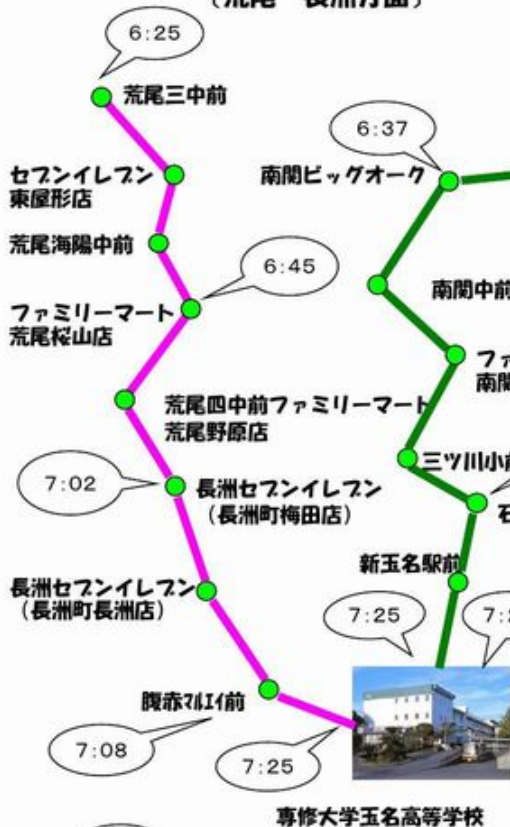 （荒尾　長洲方面）
6:25
荒尾三中前
6:37
セブンイレブン
東屋形店
南関ビッグオーク
荒尾海陽中前
6:45
ファミリーマート
荒尾桜山店
南関中前
ファ
南関
荒尾四中前ファミリーマート
荒尾野原店
三ツ川小前
7:02
長洲セブンイレブン
（長洲町梅田店）
新玉名駅前
長洲セブンイレブン
（長洲町長洲店）
7:25
腹赤マルエイ前
7:08
7:25
専修大学玉名高等学校